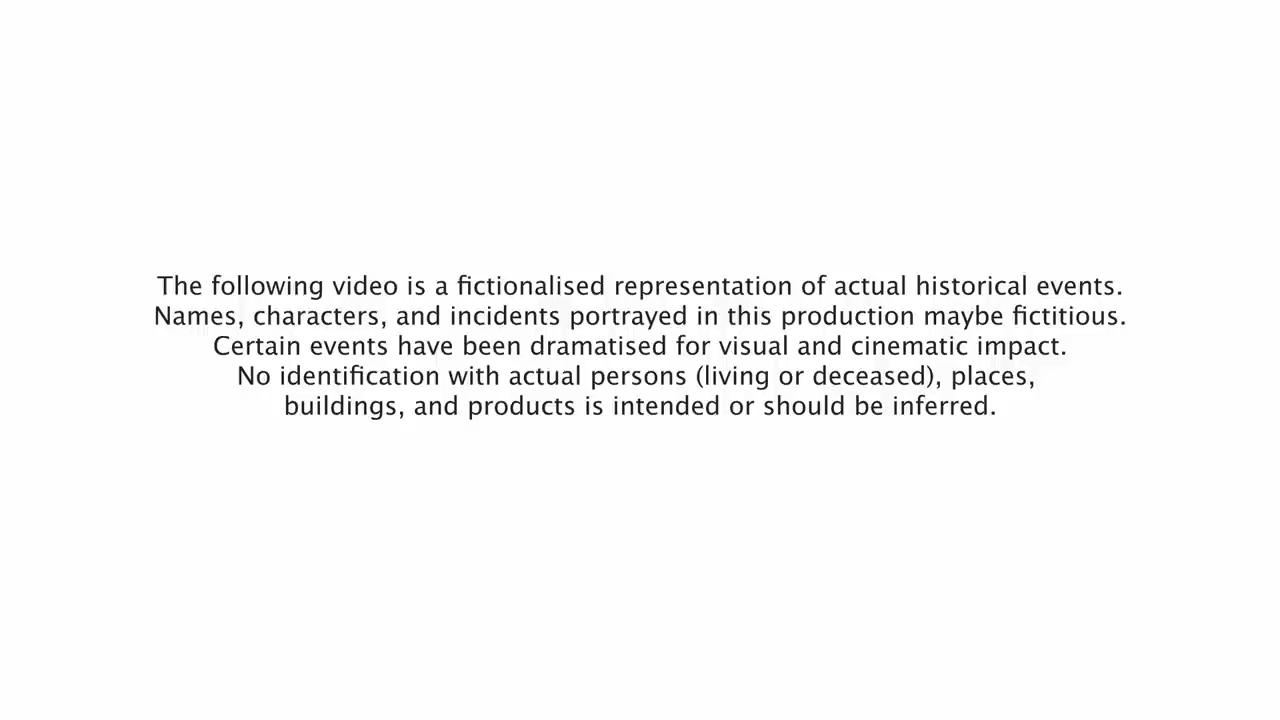 The following video is a fictionalised representation of actual historical events.
Names, characters, and incidents portrayed in this production maybe fictitious.
Certain events have been dramatised for visual and cinematic impact.
No identification with actual persons (living or deceased), places,
buildings, and products is intended or should be inferred.